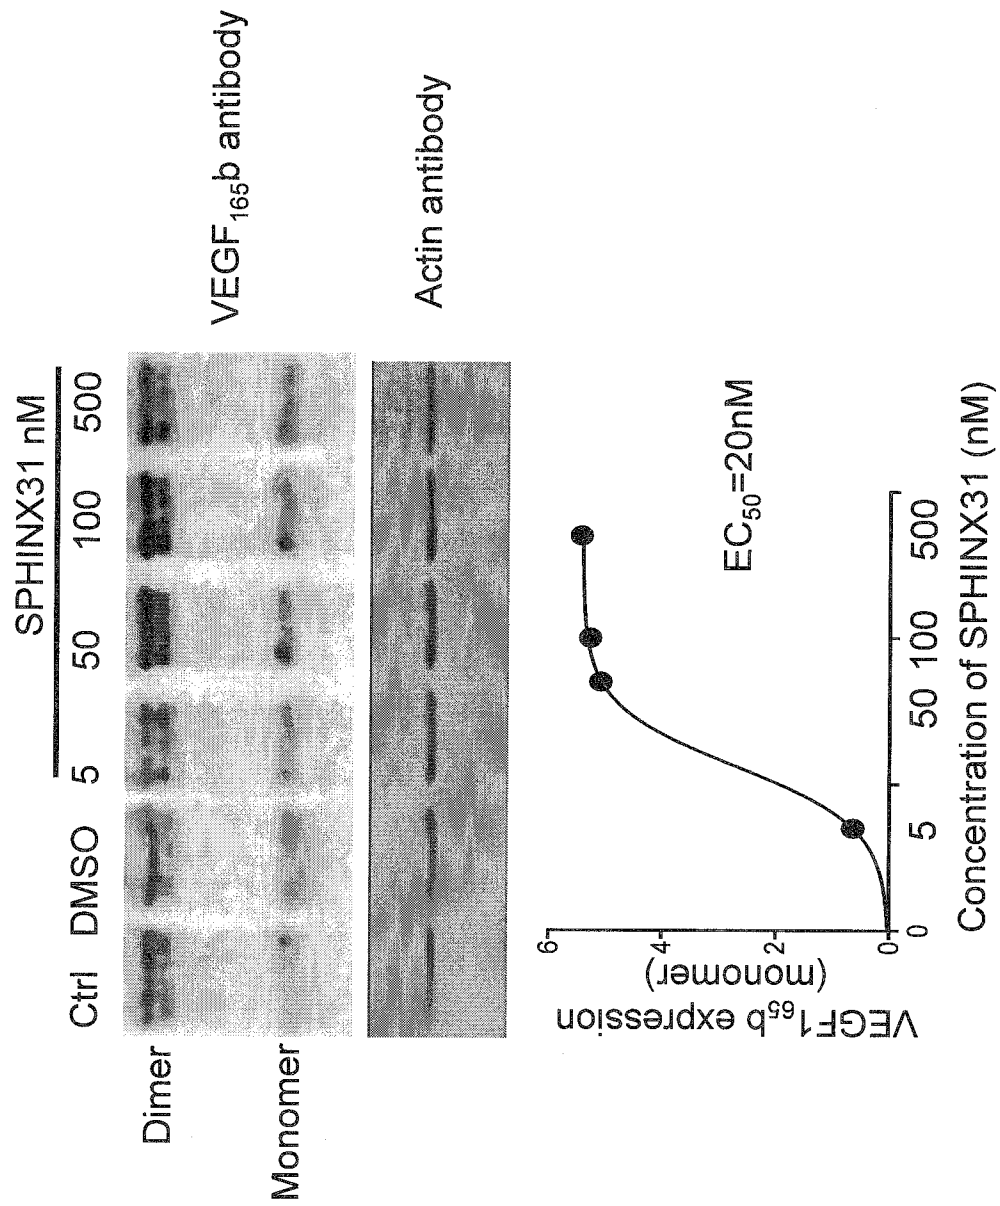 SPHINX31 nM
Ctrl DMSO 5 50 100 500
Dimer
VEGF165b antibody
Monomer
Actin antibody
VEGF165b expression
(monomer)
6
4
2
0
EC50=20nM
0 5 50 100 500
Concentration of SPHINX31 (nM)